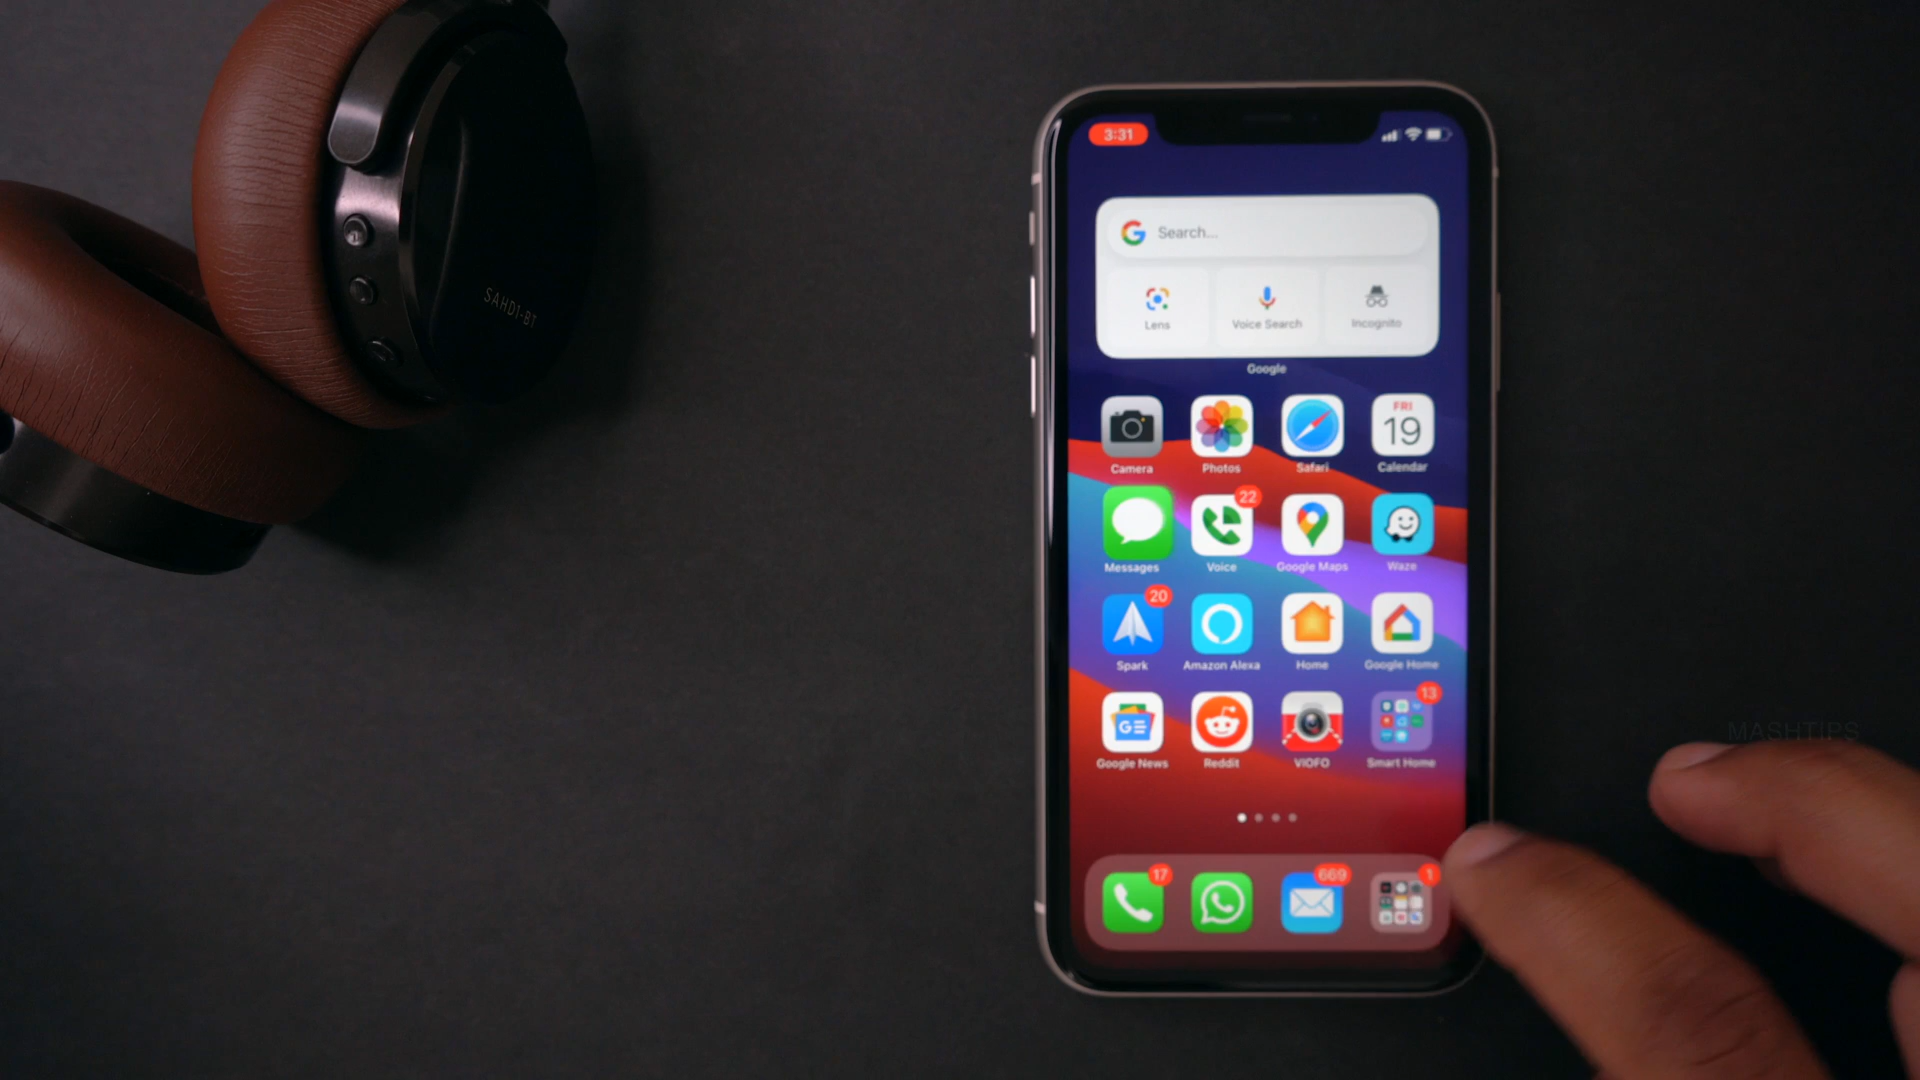 SAHD1-BT
3:31
Search...
Lens Voice Search Incognito
Google
FRI
19
Camera Photos Safari Calendar
22
Messages Voice Google Maps Waze
20
Spark Amazon Alexa Home Google Home
13
GE
Google News Reddit VIOFO Smart Home
MASHTIPS
17 669 1